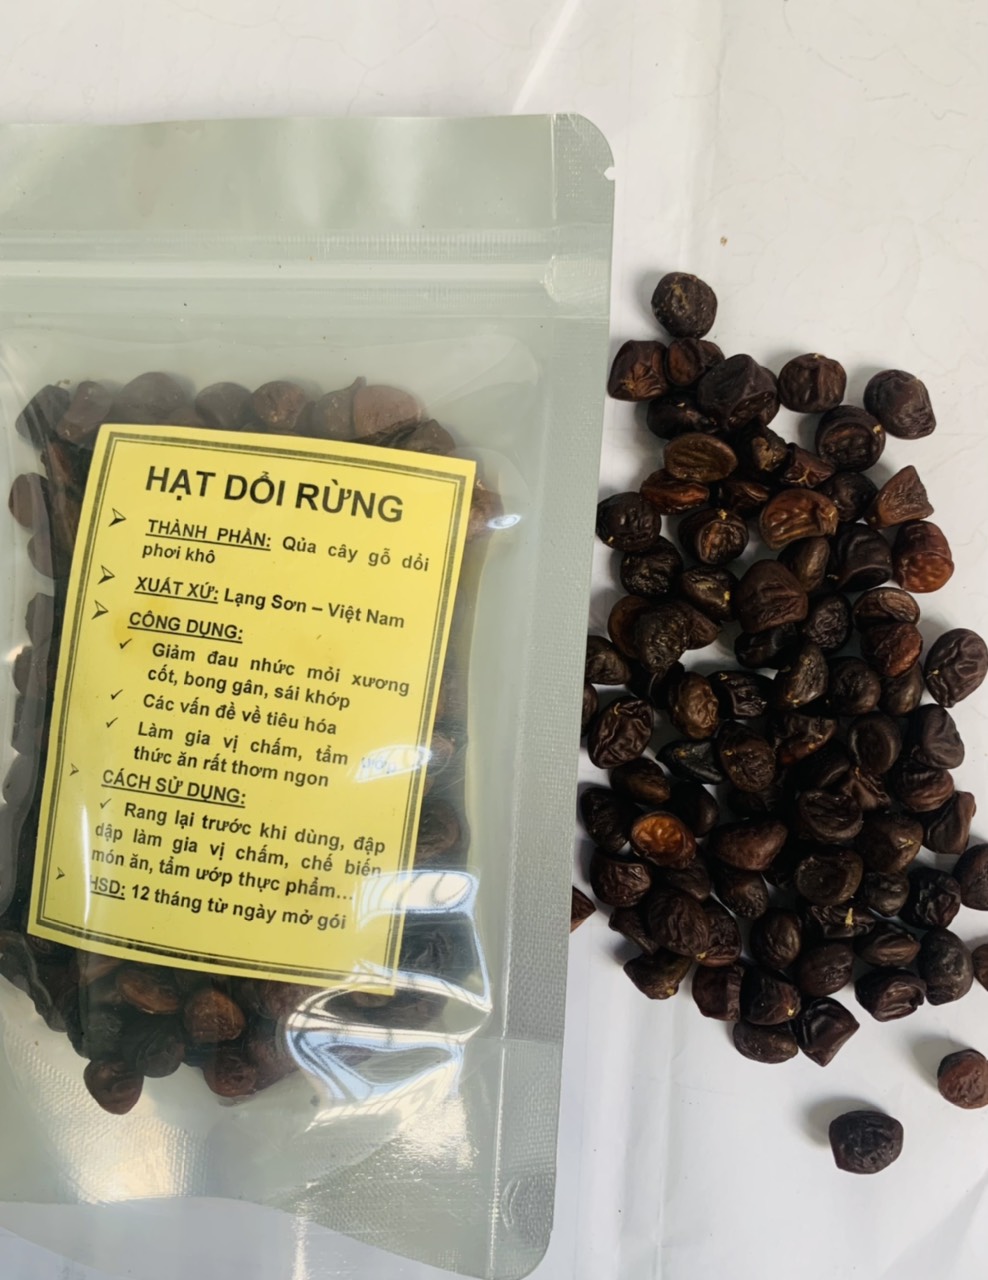 HẠT DỔI RỪNG
THÀNH PHẦN: Qủa cây gỗ dổi
phơi khô
XUẤT XỨ: Lạng Sơn – Việt Nam
CÔNG DỤNG:
Giảm đau nhức mỏi xương
cốt, bong gân, sái khớp
Các vấn đề về tiêu hóa
Làm gia vị chấm, tẩm ướp
thức ăn rất thơm ngon
CÁCH SỬ DỤNG:
Rang lại trước khi dùng, đập
dập làm gia vị chấm, chế biến
món ăn, tẩm ướp thực phẩm...
HSD: 12 tháng từ ngày mở gói